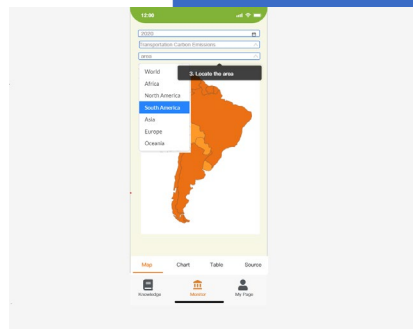 12:00
2020
Transportation Carbon Emissions
area
3. Locate the area
World
Africa
North America
South America
Asia
Europe
Oceania
Map
Chart
Table
Source
Knowledge
My Page